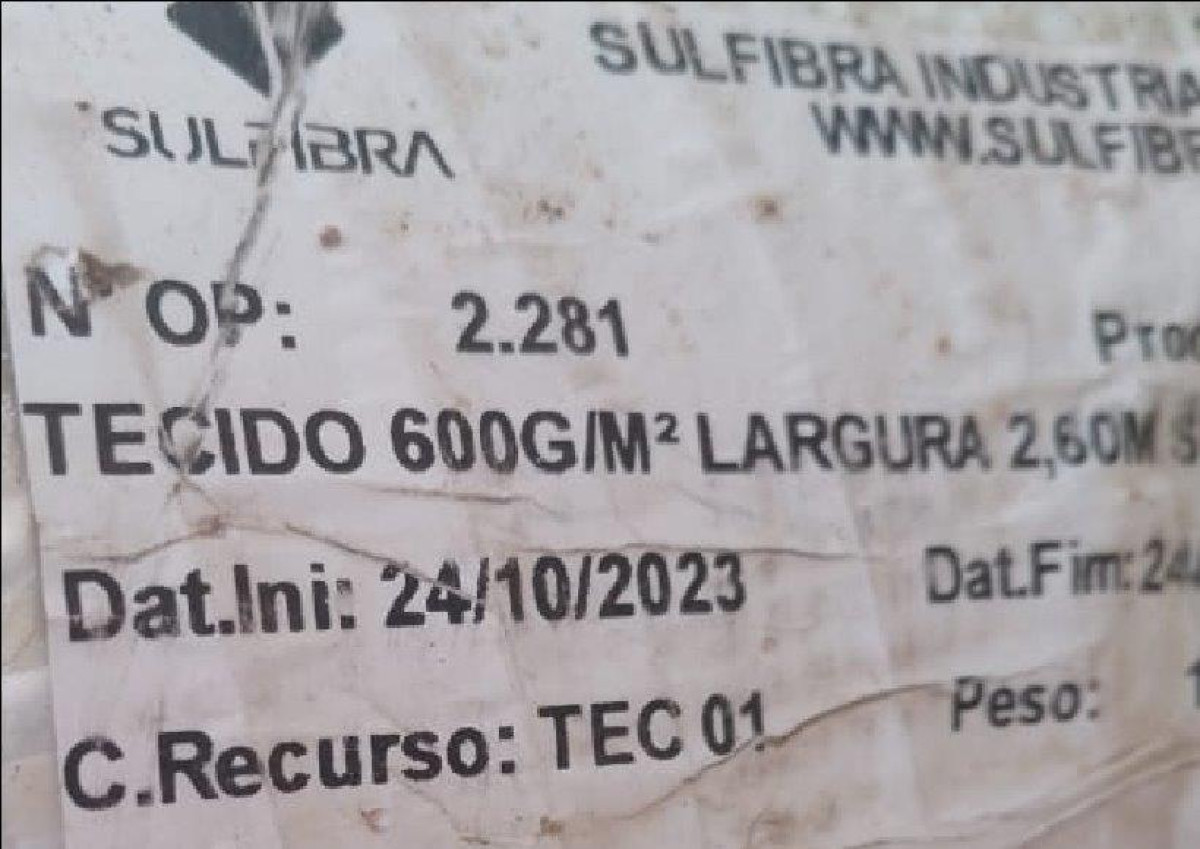 SULFIBRA
SULFIBRA INDUSTRIA
WWW.SULFIB
N° OP: 2.281
TECIDO 600G/M² LARGURA 2,60M
Dat.Ini: 24/10/2023 Dat.Fim: 24
C.Recurso: TEC 01 Peso: